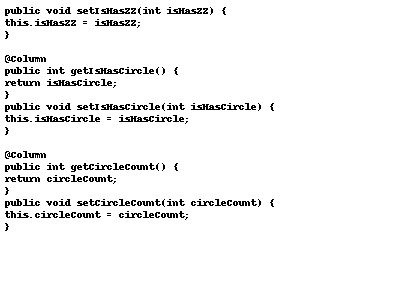 public void setIsHasZZ(int isHasZZ) {
this.isHasZZ = isHasZZ;
}

@Column
public int getIsHasCircle() {
return isHasCircle;
}
public void setIsHasCircle(int isHasCircle) {
this.isHasCircle = isHasCircle;
}

@Column
public int getCircleCount() {
return circleCount;
}
public void setCircleCount(int circleCount) {
this.circleCount = circleCount;
}